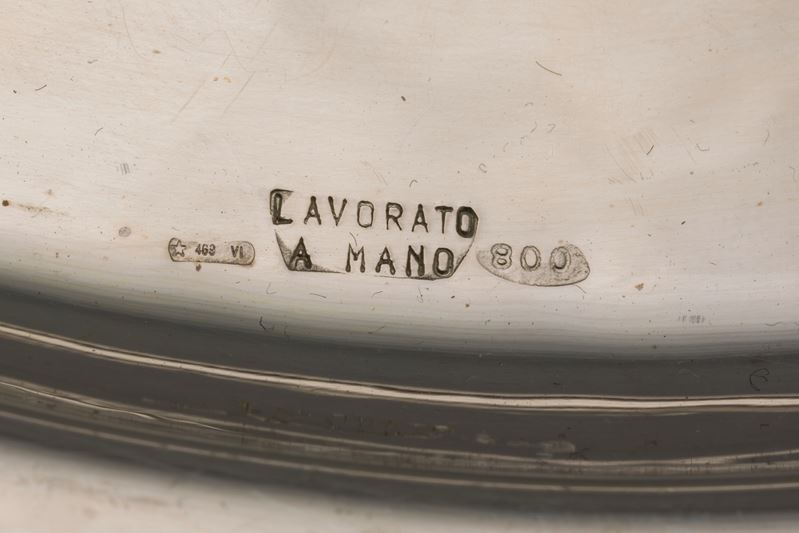 LAVORATO
A MANO
☆ 463 VI
800